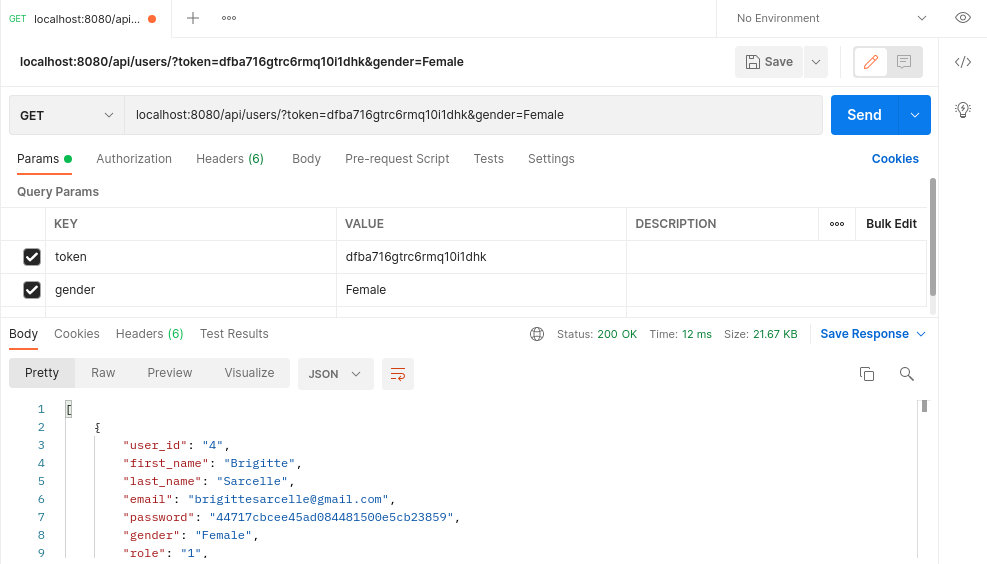 GET localhost:8080/api... No Environment
localhost:8080/api/users/?token=dfba716gtrc6rmq10i1dhk&gender=Female Save
GET localhost:8080/api/users/?token=dfba716gtrc6rmq10i1dhk&gender=Female Send
Params Authorization Headers (6) Body Pre-request Script Tests Settings Cookies
Query Params
KEY VALUE DESCRIPTION Bulk Edit
token dfba716gtrc6rmq10i1dhk
gender Female
Body Cookies Headers (6) Test Results Status: 200 OK Time: 12 ms Size: 21.67 KB Save Response
Pretty Raw Preview Visualize JSON
1 [
2 {
3 "user_id": "4",
4 "first_name": "Brigitte",
5 "last_name": "Sarcelle",
6 "email": "brigittesarcelle@gmail.com",
7 "password": "44717cbcee45ad084481500e5cb23859",
8 "gender": "Female",
9 "role": "1",